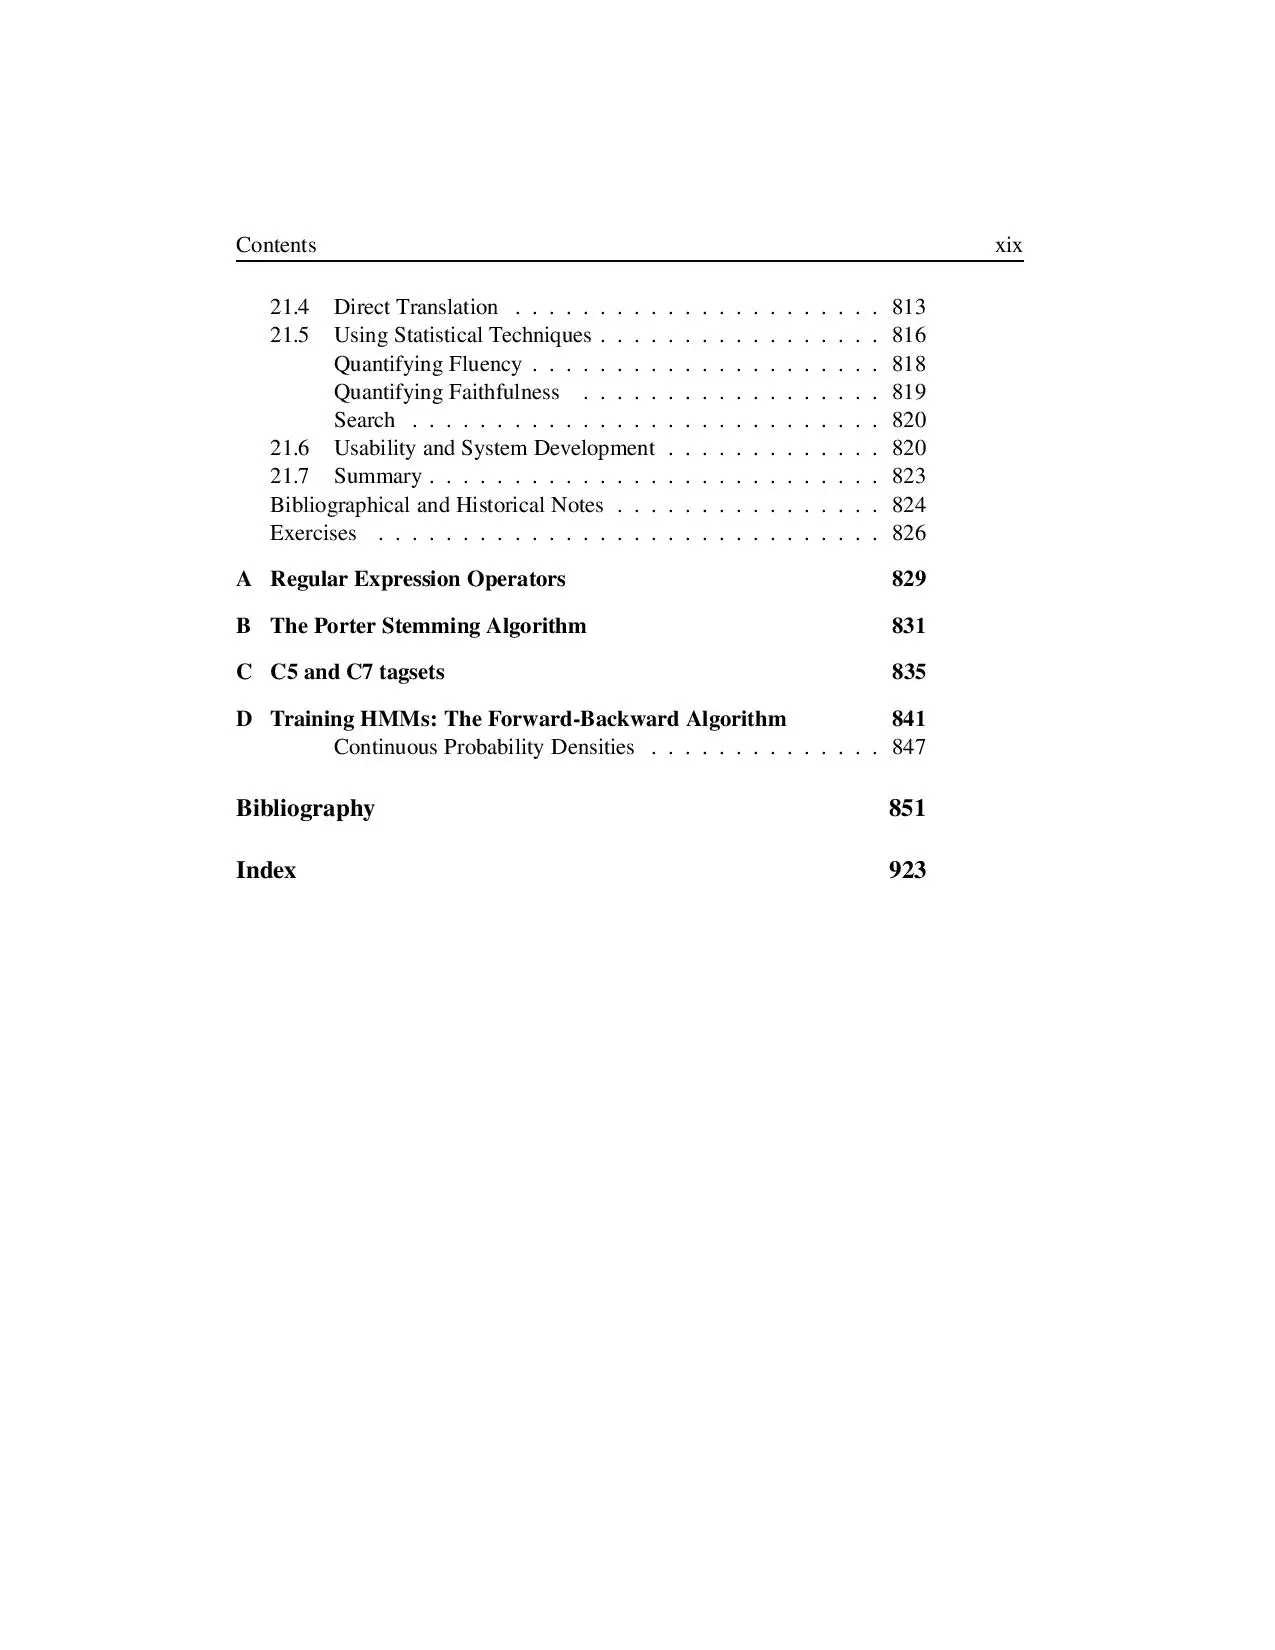 Contents xix
21.4 Direct Translation . . . . . . . . . . . . . . . . . . . . . . 813
21.5 Using Statistical Techniques . . . . . . . . . . . . . . . . . 816
Quantifying Fluency . . . . . . . . . . . . . . . . . . . . . 818
Quantifying Faithfulness . . . . . . . . . . . . . . . . . . 819
Search . . . . . . . . . . . . . . . . . . . . . . . . . . . . 820
21.6 Usability and System Development . . . . . . . . . . . . . 820
21.7 Summary . . . . . . . . . . . . . . . . . . . . . . . . . . . 823
Bibliographical and Historical Notes . . . . . . . . . . . . . . . . 824
Exercises . . . . . . . . . . . . . . . . . . . . . . . . . . . . . . 826
A Regular Expression Operators 829
B The Porter Stemming Algorithm 831
C C5 and C7 tagsets 835
D Training HMMs: The Forward-Backward Algorithm 841
Continuous Probability Densities . . . . . . . . . . . . . . 847
Bibliography 851
Index 923